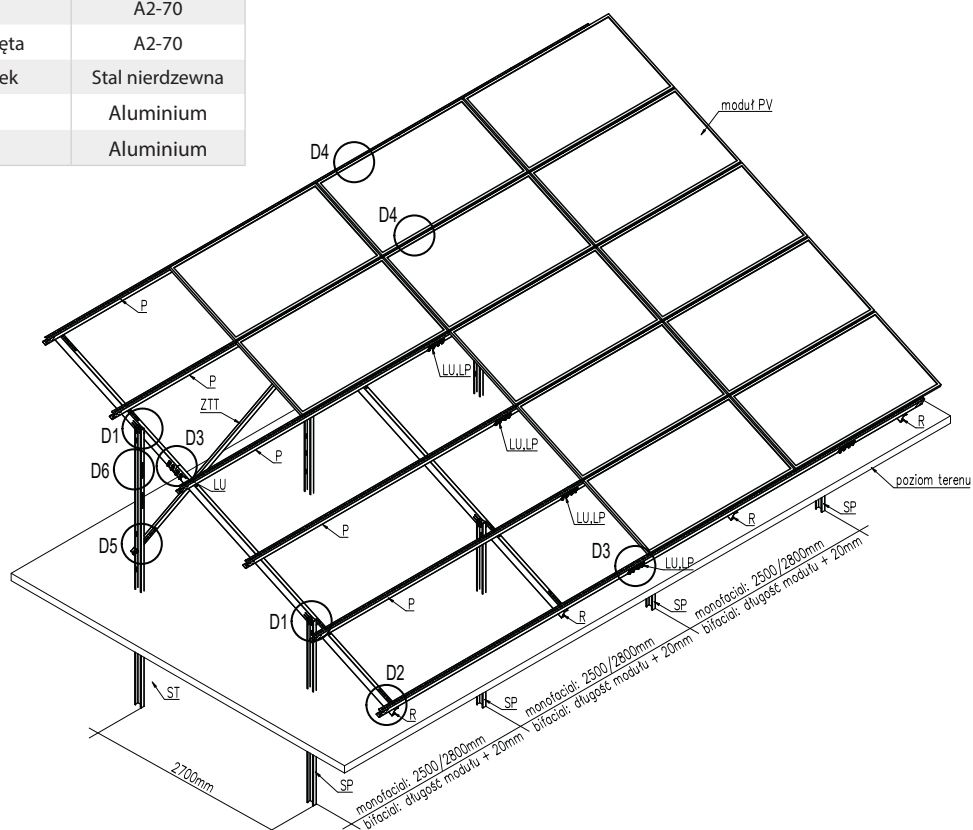 A2-70
ęta A2-70
ek Stal nierdzewna
Aluminium
Aluminium
moduł PV
D4
D4
P
P
LU,LP
ZTT
D1
D3
R
LU,LP
P
D6
LU
poziom terenu
SP
LU,LP
P
R
D5
D3
LU,LP
monofacial: 2500/2800mm
bifacial: długość modułu + 20mm
P
SP
D1
R
monofacial: 2500/2800mm
bifacial: długość modułu + 20mm
D2
ST
R
SP
2700mm
SP
monofacial: 2500/2800mm
bifacial: długość modułu + 20mm